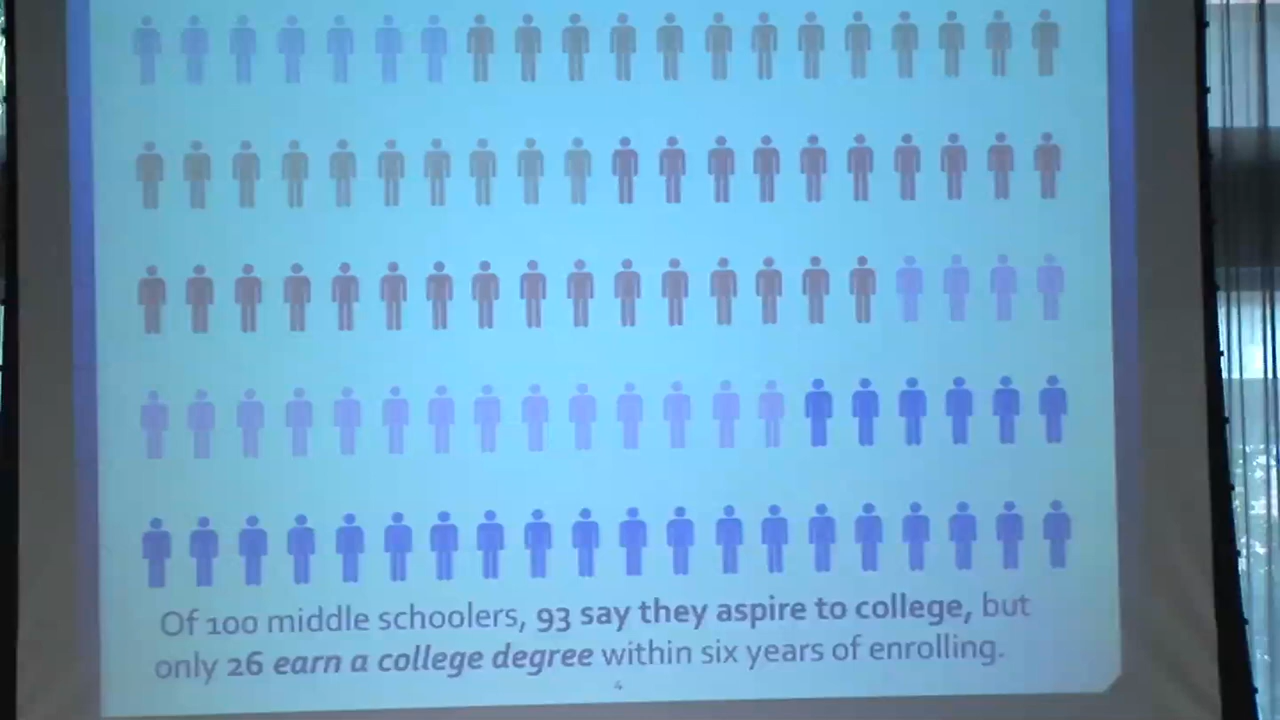 Of 100 middle schoolers, 93 say they aspire to college, but
only 26 earn a college degree within six years of enrolling.
4